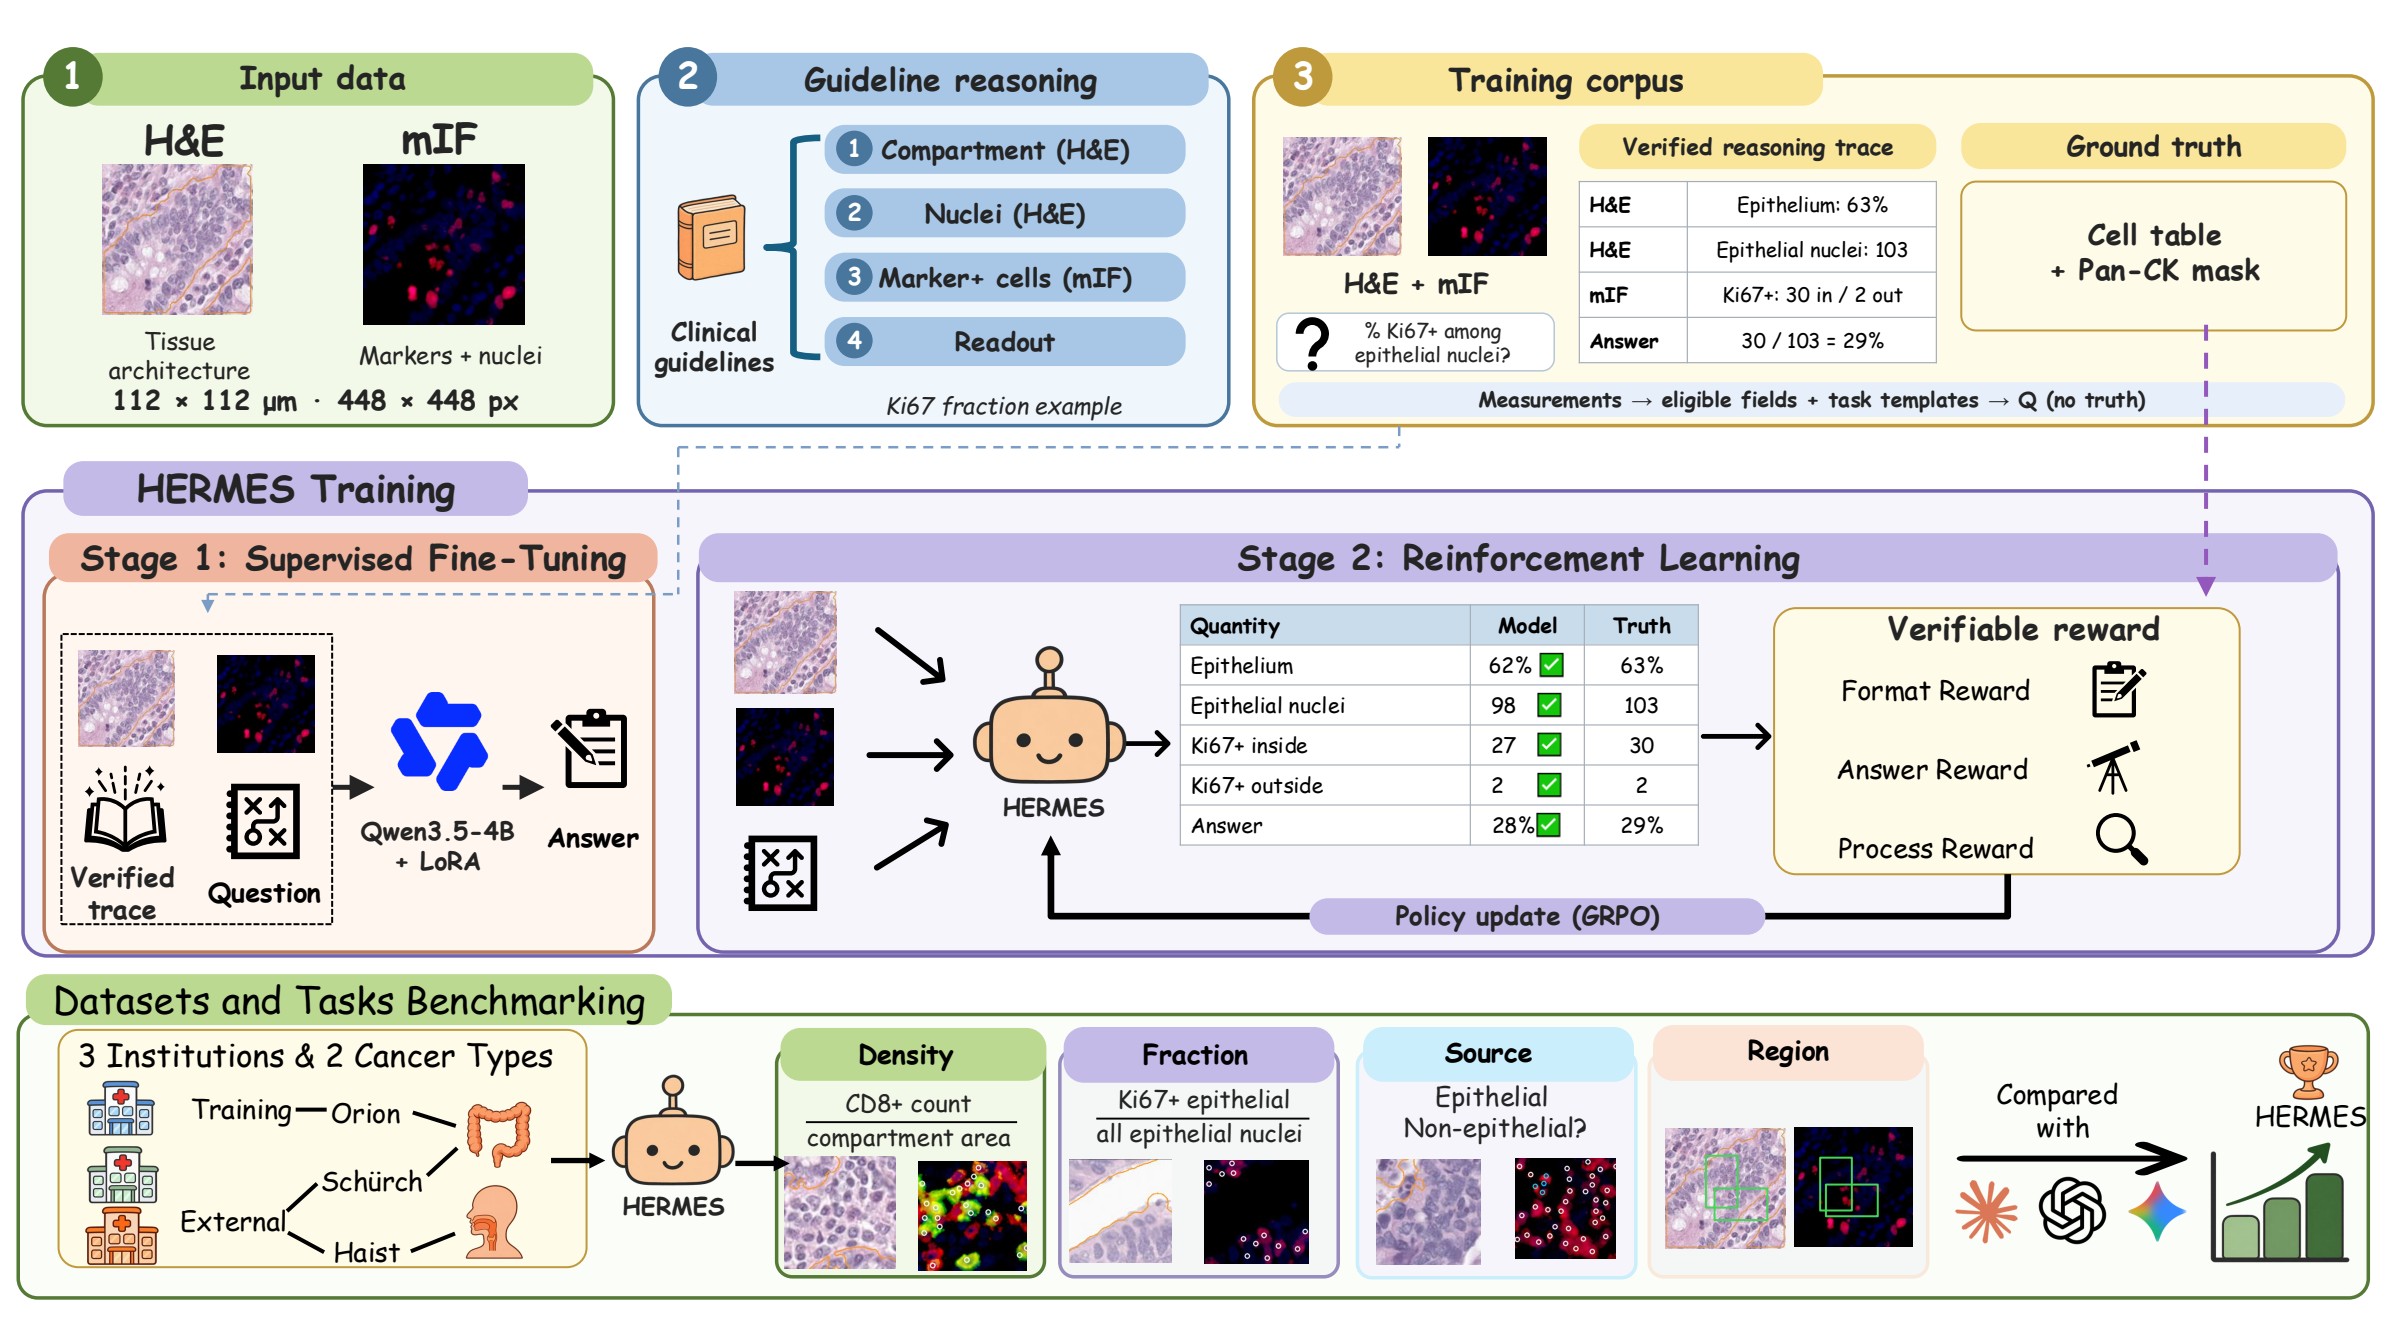 1
Input data
H&E
mIF
Tissue
architecture
Markers + nuclei
112 × 112 µm · 448 × 448 px
2
Guideline reasoning
Clinical
guidelines
1 Compartment (H&E)
2 Nuclei (H&E)
3 Marker+ cells (mIF)
4 Readout
Ki67 fraction example
3
Training corpus
H&E + mIF
? % Ki67+ among
epithelial nuclei?
Verified reasoning trace
H&E Epithelium: 63%
H&E Epithelial nuclei: 103
mIF Ki67+: 30 in / 2 out
Answer 30 / 103 = 29%
Ground truth
Cell table
+ Pan-CK mask
Measurements → eligible fields + task templates → Q (no truth)
HERMES Training
Stage 1: Supervised Fine-Tuning
Verified
trace
Question
Qwen3.5-4B
+ LoRA
Answer
Stage 2: Reinforcement Learning
HERMES
Quantity Model Truth
Epithelium 62% 63%
Epithelial nuclei 98 103
Ki67+ inside 27 30
Ki67+ outside 2 2
Answer 28% 29%
Verifiable reward
Format Reward
Answer Reward
Process Reward
Policy update (GRPO)
Datasets and Tasks Benchmarking
3 Institutions & 2 Cancer Types
Training Orion
Schürch
External
Haist
HERMES
Density
CD8+ count
compartment area
Fraction
Ki67+ epithelial
all epithelial nuclei
Source
Epithelial
Non-epithelial?
Region
Compared
with
HERMES